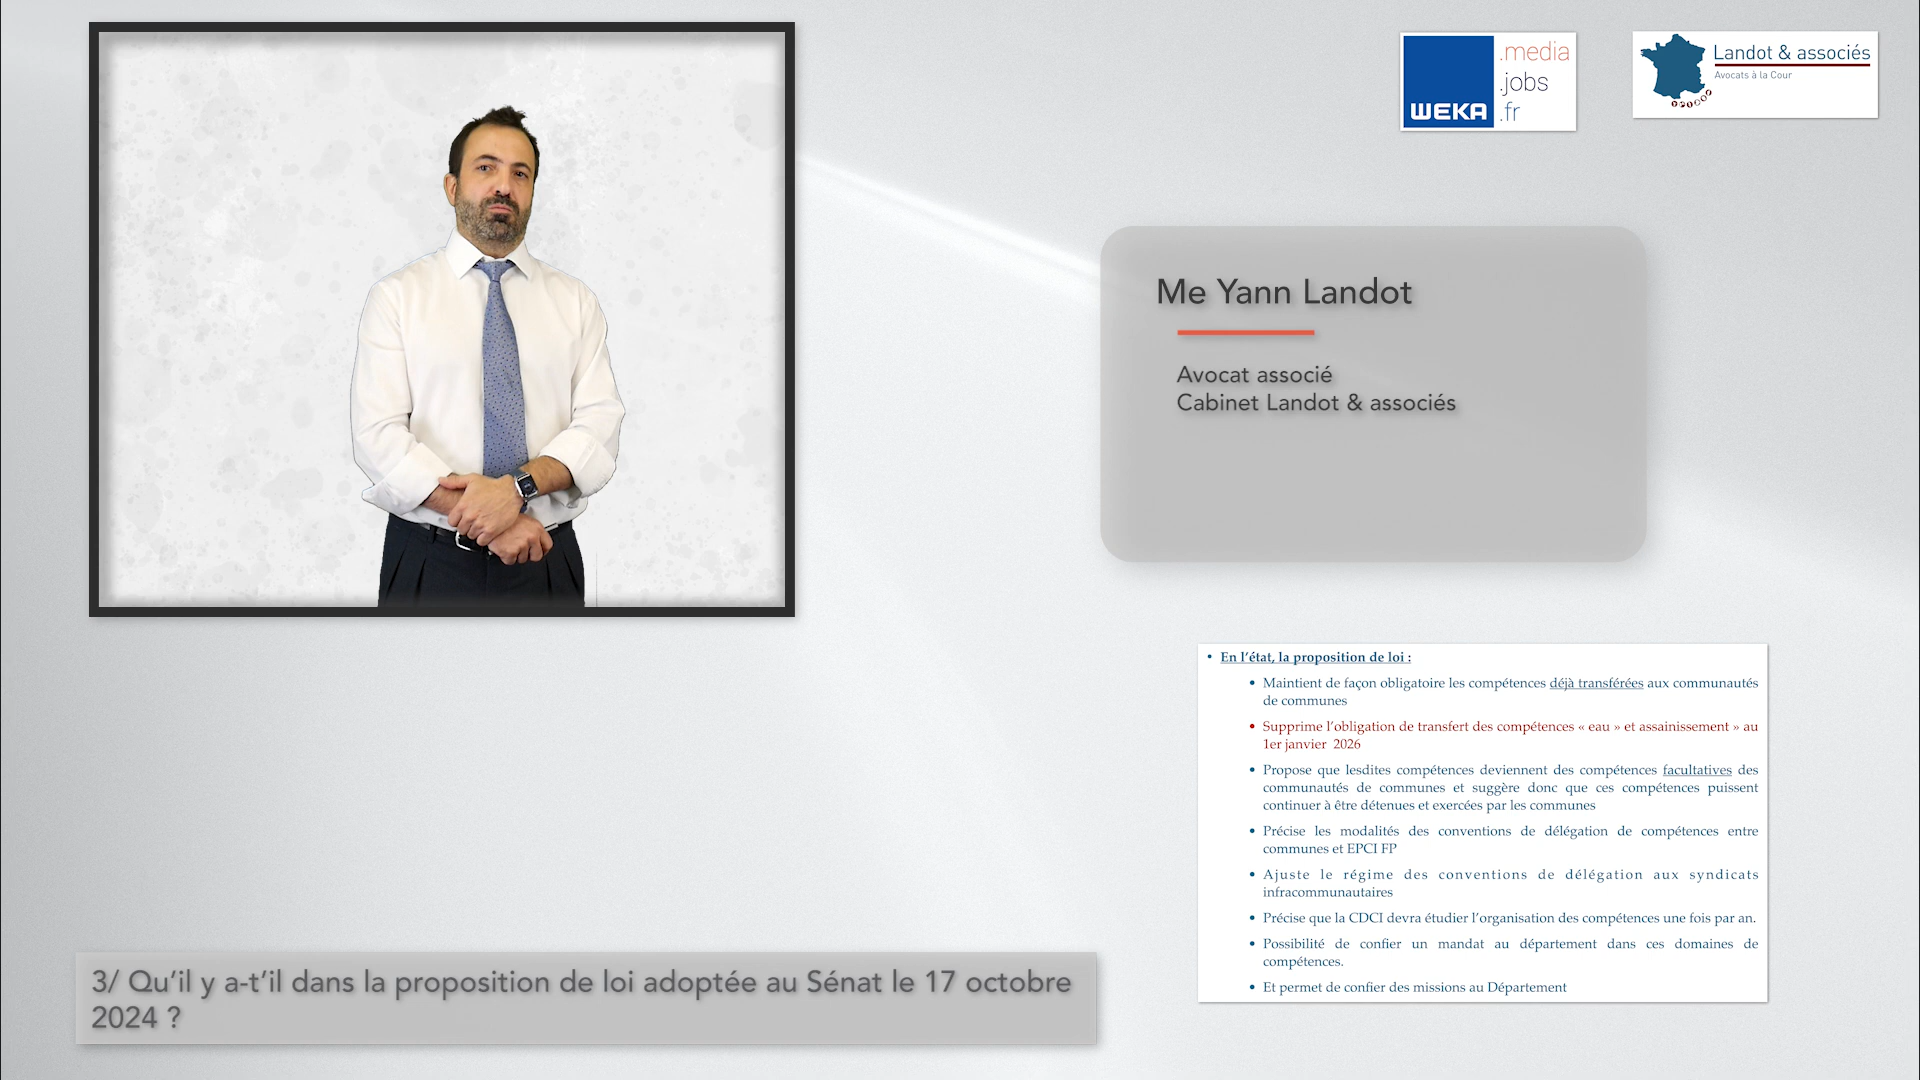 WEKA
.media
.jobs
.fr
Landot & associés
Avocats à la Cour
Me Yann Landot
Avocat associé
Cabinet Landot & associés
• En l’état, la proposition de loi :
• Maintient de façon obligatoire les compétences déjà transférées aux communautés
de communes
• Supprime l’obligation de transfert des compétences « eau » et assainissement » au
1er janvier 2026
• Propose que lesdites compétences deviennent des compétences facultatives des
communautés de communes et suggère donc que ces compétences puissent
continuer à être détenues et exercées par les communes
• Précise les modalités des conventions de délégation de compétences entre
communes et EPCI FP
• Ajuste le régime des conventions de délégation aux syndicats
infracommunautaires
• Précise que la CDCI devra étudier l’organisation des compétences une fois par an.
• Possibilité de confier un mandat au département dans ces domaines de
compétences.
• Et permet de confier des missions au Département
3/ Qu’il y a-t’il dans la proposition de loi adoptée au Sénat le 17 octobre
2024 ?